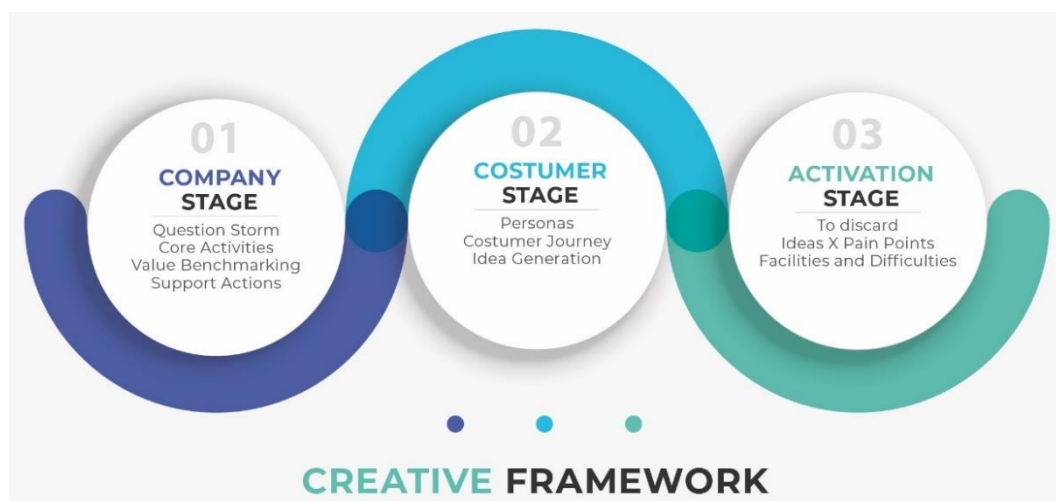 01
COMPANY
STAGE
Question Storm
Core Activities
Value Benchmarking
Support Actions
02
COSTUMER
STAGE
Personas
Costumer Journey
Idea Generation
03
ACTIVATION
STAGE
To discard
Ideas X Pain Points
Facilities and Difficulties
CREATIVE FRAMEWORK